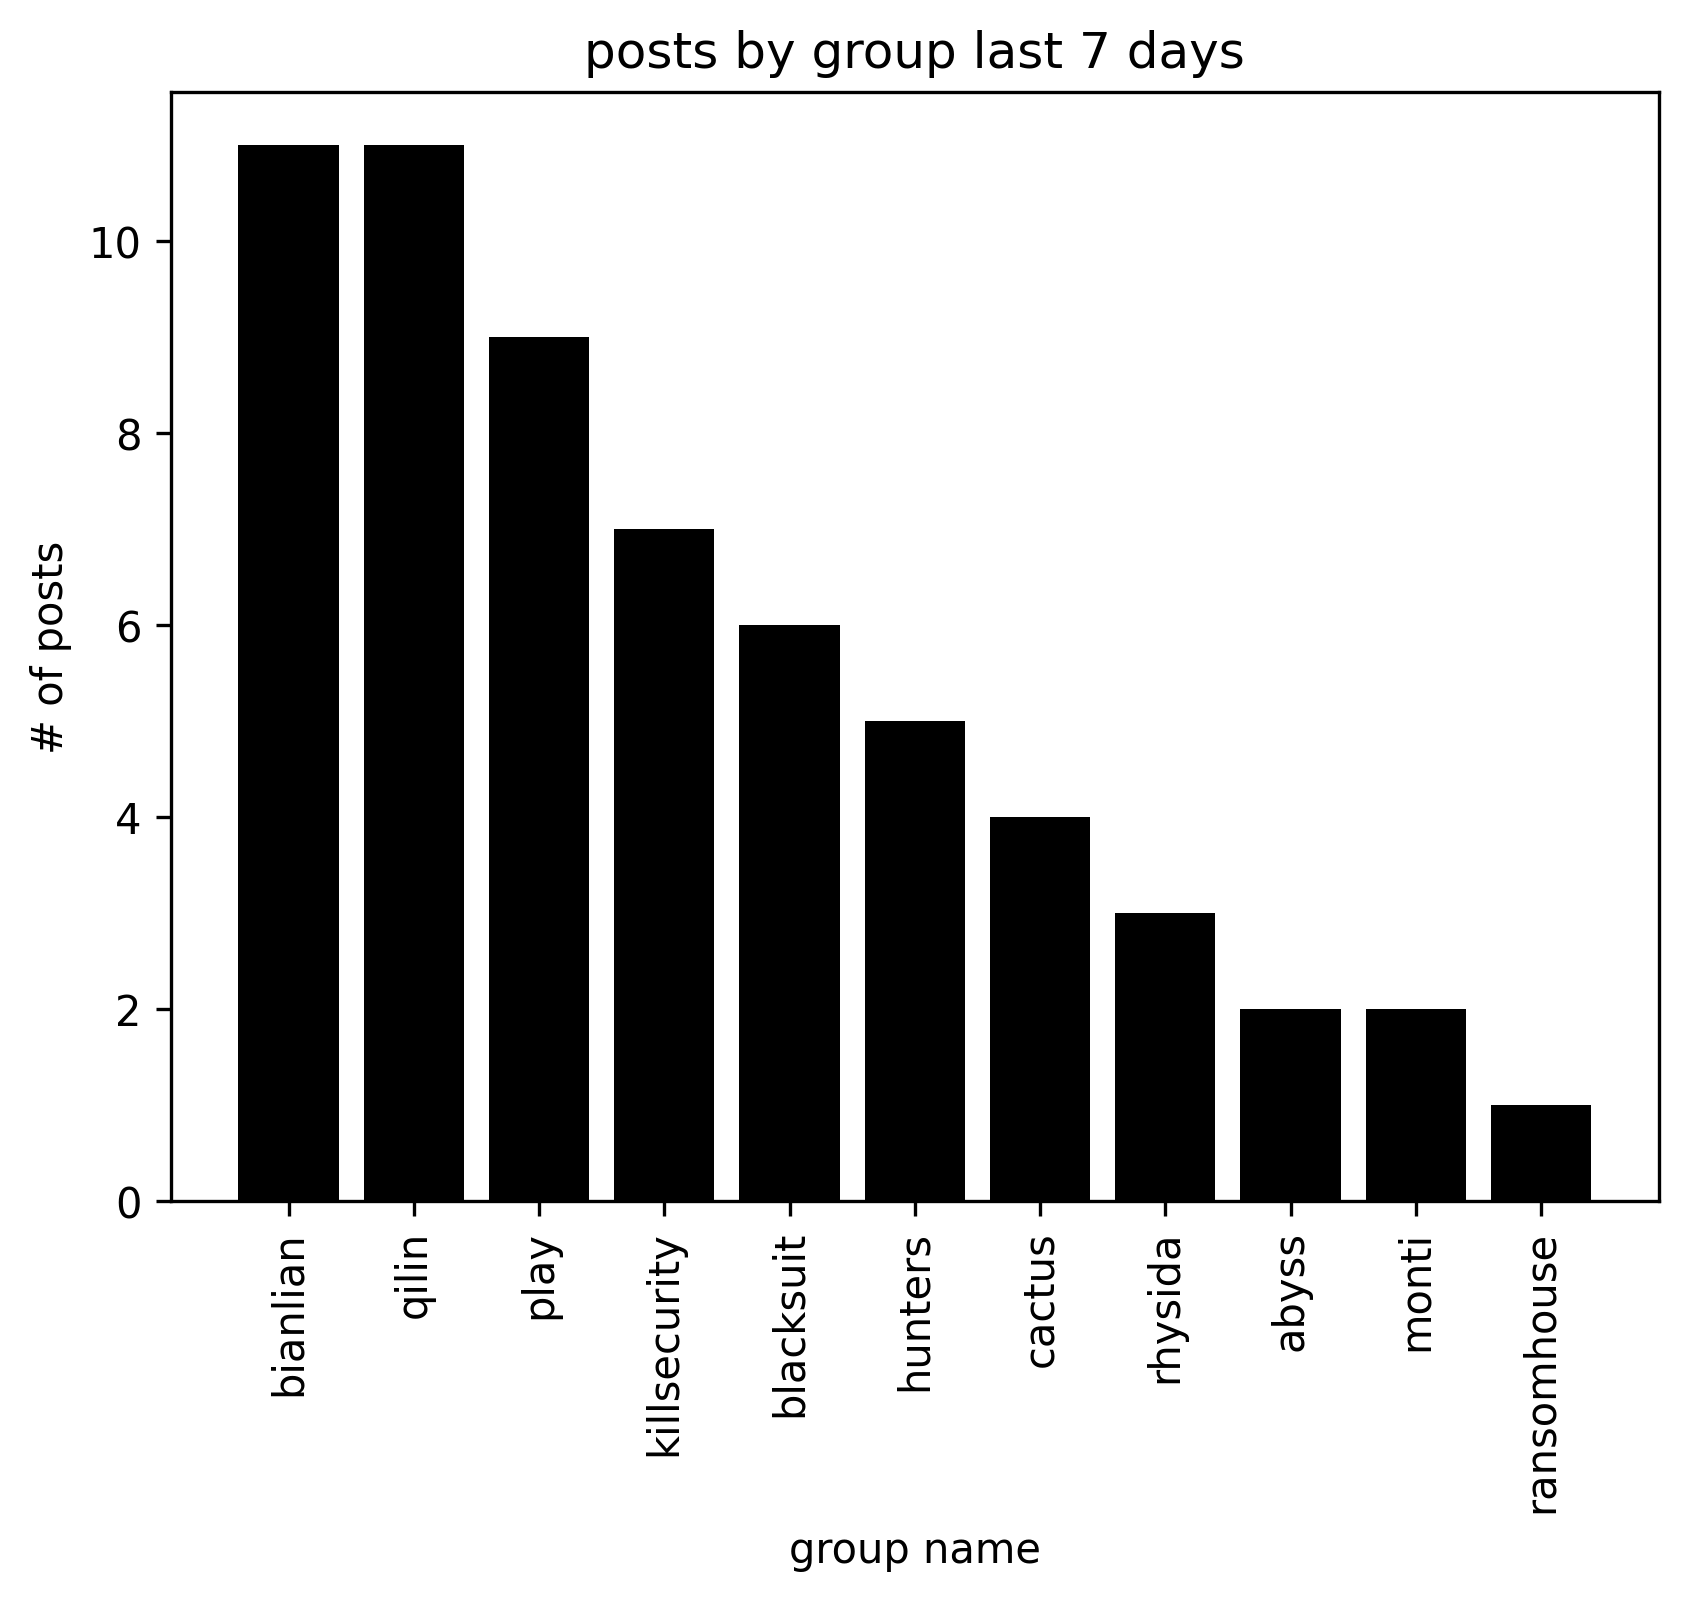 posts by group last 7 days
# of posts
10
8
6
4
2
0
bianlian
qilin
play
killsecurity
blacksuit
hunters
cactus
rhysida
abyss
monti
ransomhouse
group name